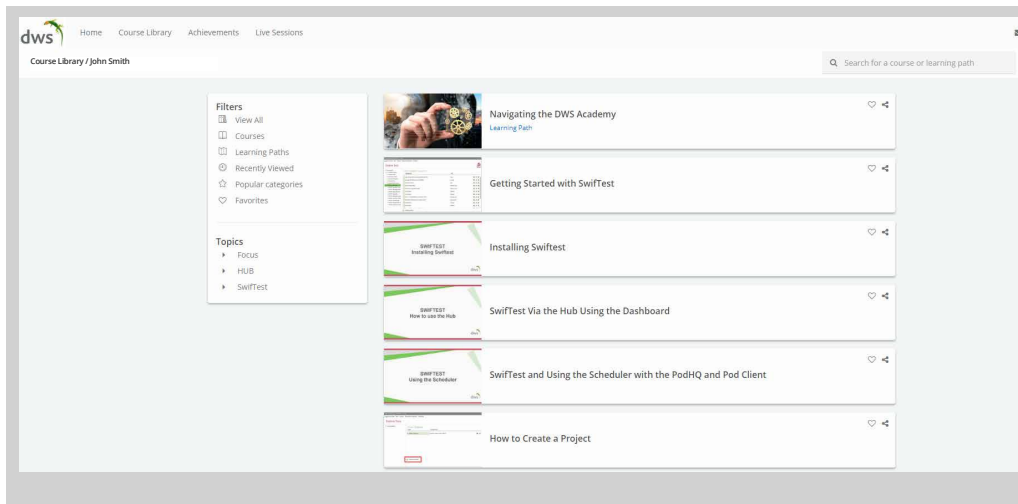 dws
Home Course Library Achievements Live Sessions
Course Library / John Smith
Search for a course or learning path
Filters
View All
Courses
Learning Paths
Recently Viewed
Popular categories
Favorites
Topics
Focus
HUB
SwifTest
Navigating the DWS Academy
Learning Path
Getting Started with SwifTest
SWIFTEST
Installing Swiftest
dws
Installing Swiftest
SWIFTEST
How to use the Hub
dws
SwifTest Via the Hub Using the Dashboard
SWIFTEST
Using the Scheduler
dws
SwifTest and Using the Scheduler with the PodHQ and Pod Client
How to Create a Project